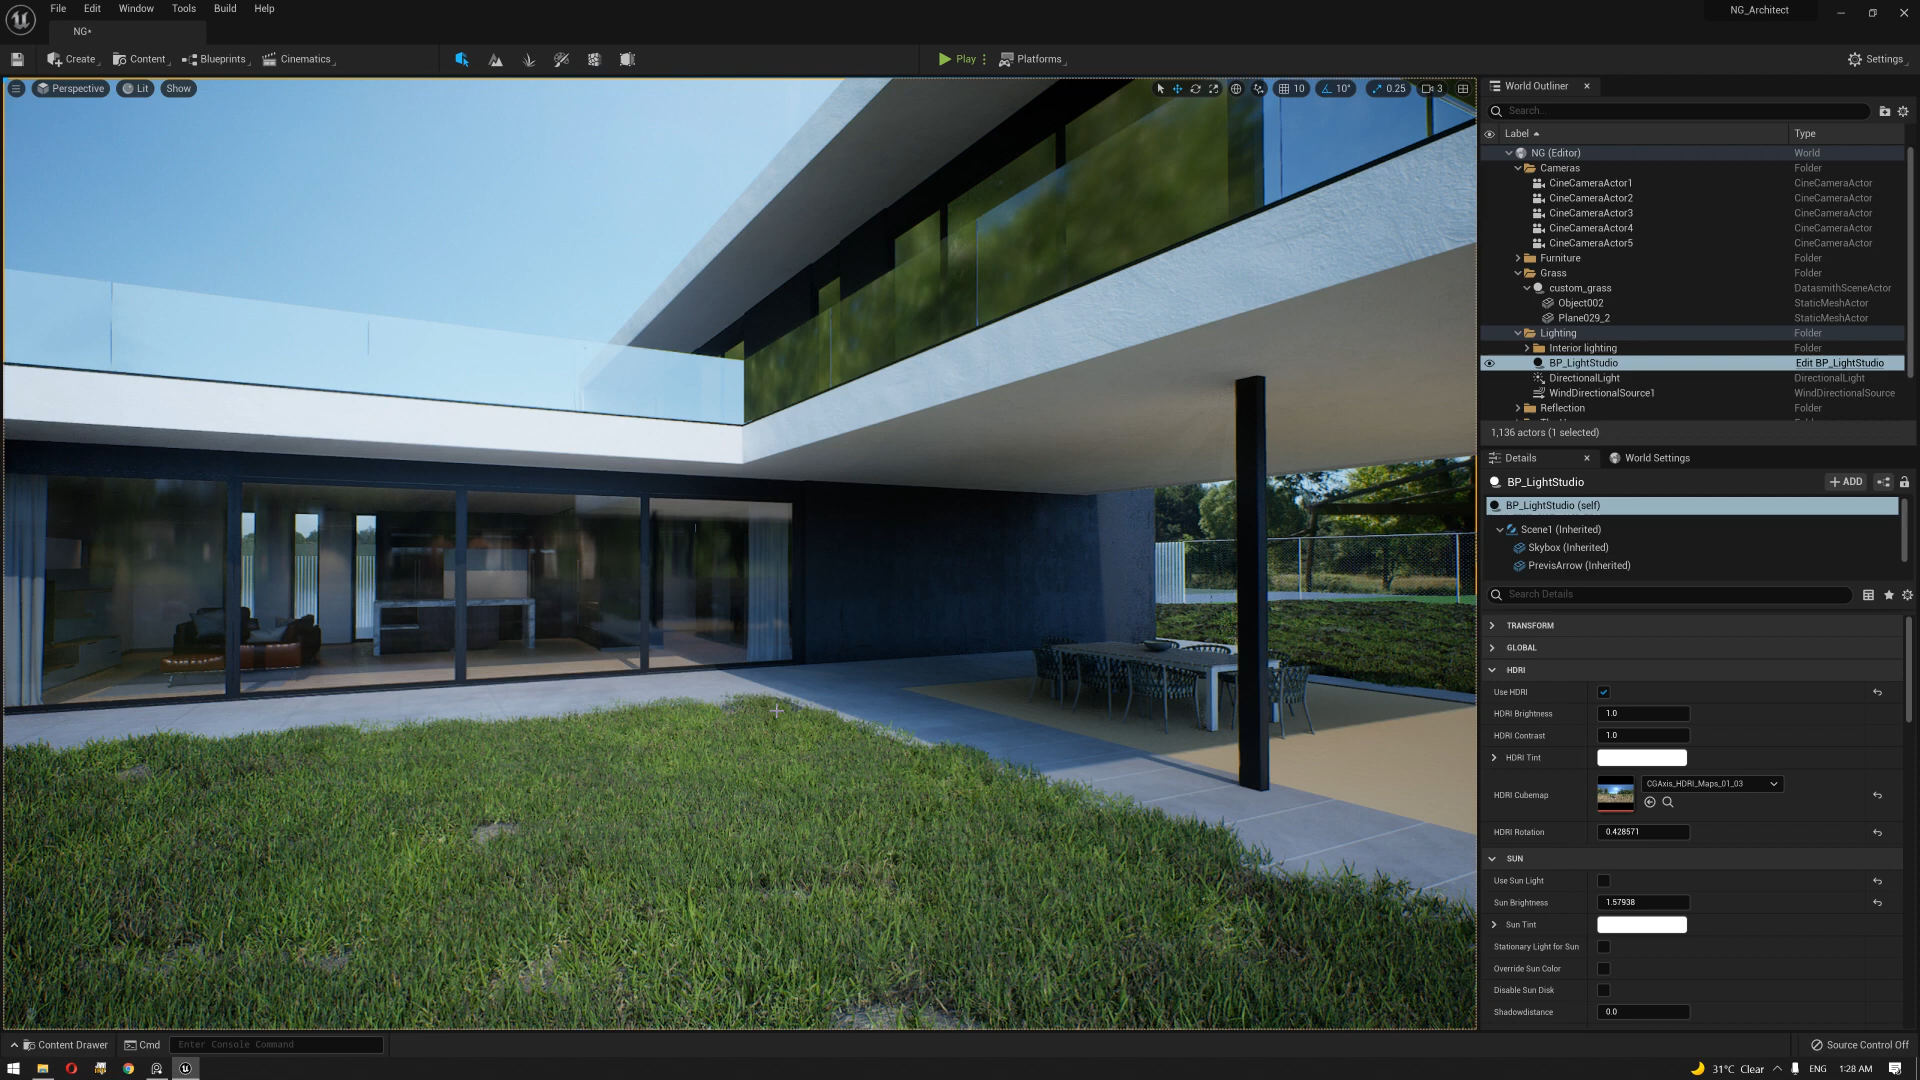 File Edit Window Tools Build Help
NG_Architect
NG*
Create Content Blueprints Cinematics
Play Platforms
Settings
Perspective Lit Show
10 10° 0.25 3
World Outliner
Search...
Label Type
NG (Editor) World
Cameras Folder
CineCameraActor1 CineCameraActor
CineCameraActor2 CineCameraActor
CineCameraActor3 CineCameraActor
CineCameraActor4 CineCameraActor
CineCameraActor5 CineCameraActor
Furniture Folder
Grass Folder
custom_grass DatasmithSceneActor
Object002 StaticMeshActor
Plane029_2 StaticMeshActor
Lighting Folder
Interior lighting Folder
BP_LightStudio Edit BP_LightStudio
DirectionalLight DirectionalLight
WindDirectionalSource1 WindDirectionalSource
Reflection Folder
1,136 actors (1 selected)
Details World Settings
BP_LightStudio
ADD
BP_LightStudio (self)
Scene1 (Inherited)
Skybox (Inherited)
PrevisArrow (Inherited)
Search Details
TRANSFORM
GLOBAL
HDRI
Use HDRI
HDRI Brightness 1.0
HDRI Contrast 1.0
HDRI Tint
HDRI Cubemap CGAxis_HDRI_Maps_01_03
HDRI Rotation 0.428571
SUN
Use Sun Light
Sun Brightness 1.57938
Sun Tint
Stationary Light for Sun
Override Sun Color
Disable Sun Disk
Shadowdistance 0.0
Content Drawer Cmd Enter Console Command
Source Control Off
31°C Clear ENG 1:28 AM